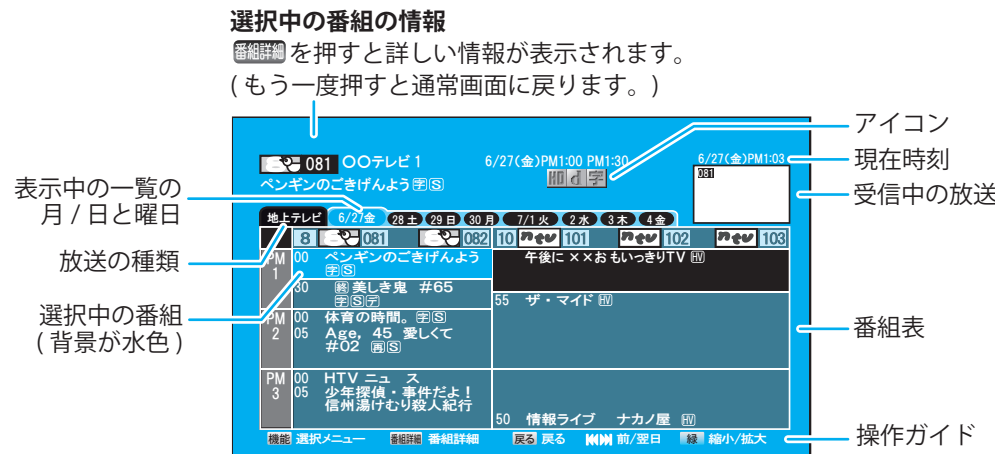 選択中の番組の情報
番組詳細を押すと詳しい情報が表示されます。
(もう一度押すと通常画面に戻ります。)
アイコン
現在時刻
受信中の放送
番組表
操作ガイド
表示中の一覧の
月/日と曜日
放送の種類
選択中の番組
(背景が水色)
081 〇〇テレビ1 6/27(金)PM1:00 PM1:30 6/27(金)PM1:03
HD d 字
081
ペンギンのごきげんよう字S
地上テレビ 6/27金 28土 29日 30月 7/1火 2水 3木 4金
8 081 082 10 neu 101 neu 102 neu 103
PM 1
00 ペンギンのごきげんよう
字S
30 終美しき鬼 #65
字Sデ
午後に××おもいっきりTV HV
55 ザ・マイド HV
PM 2
00 体育の時間。字S
05 Age, 45 愛しくて
#02 再S
PM 3
00 HTV ニュ ス
05 少年探偵・事件だよ!
信州湯けむり殺人紀行
50 情報ライブ ナカノ屋 HV
機能 選択メニュー 番組詳細 番組詳細 戻る 戻る 前/翌日 緑 縮小/拡大